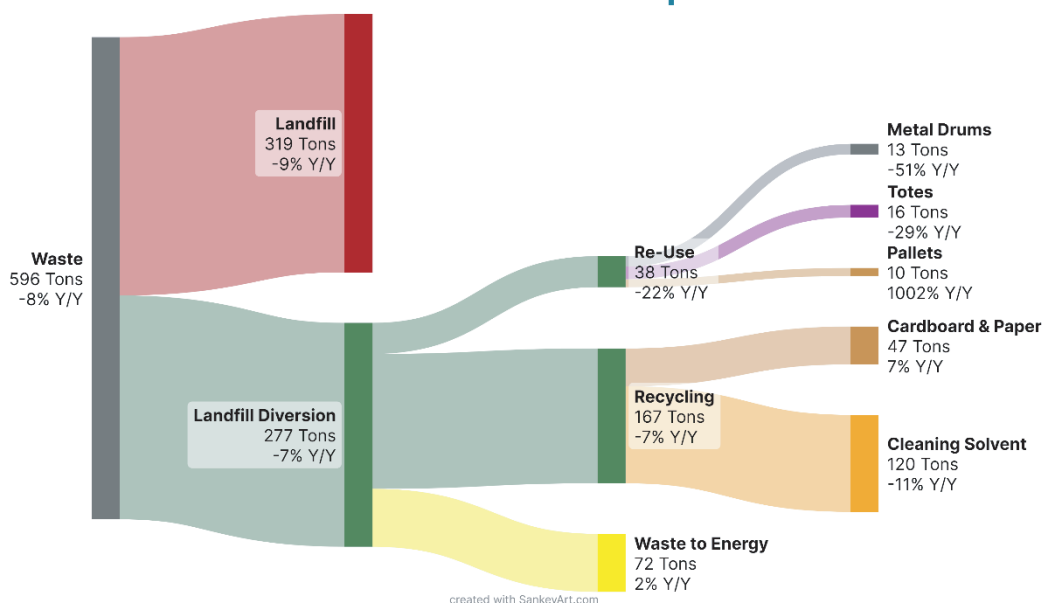 Waste
596 Tons
-8% Y/Y
Landfill
319 Tons
-9% Y/Y
Landfill Diversion
277 Tons
-7% Y/Y
Re-Use
38 Tons
-22% Y/Y
Recycling
167 Tons
-7% Y/Y
Waste to Energy
72 Tons
2% Y/Y
Metal Drums
13 Tons
-51% Y/Y
Totes
16 Tons
-29% Y/Y
Pallets
10 Tons
1002% Y/Y
Cardboard & Paper
47 Tons
7% Y/Y
Cleaning Solvent
120 Tons
-11% Y/Y
created with SankeyArt.com